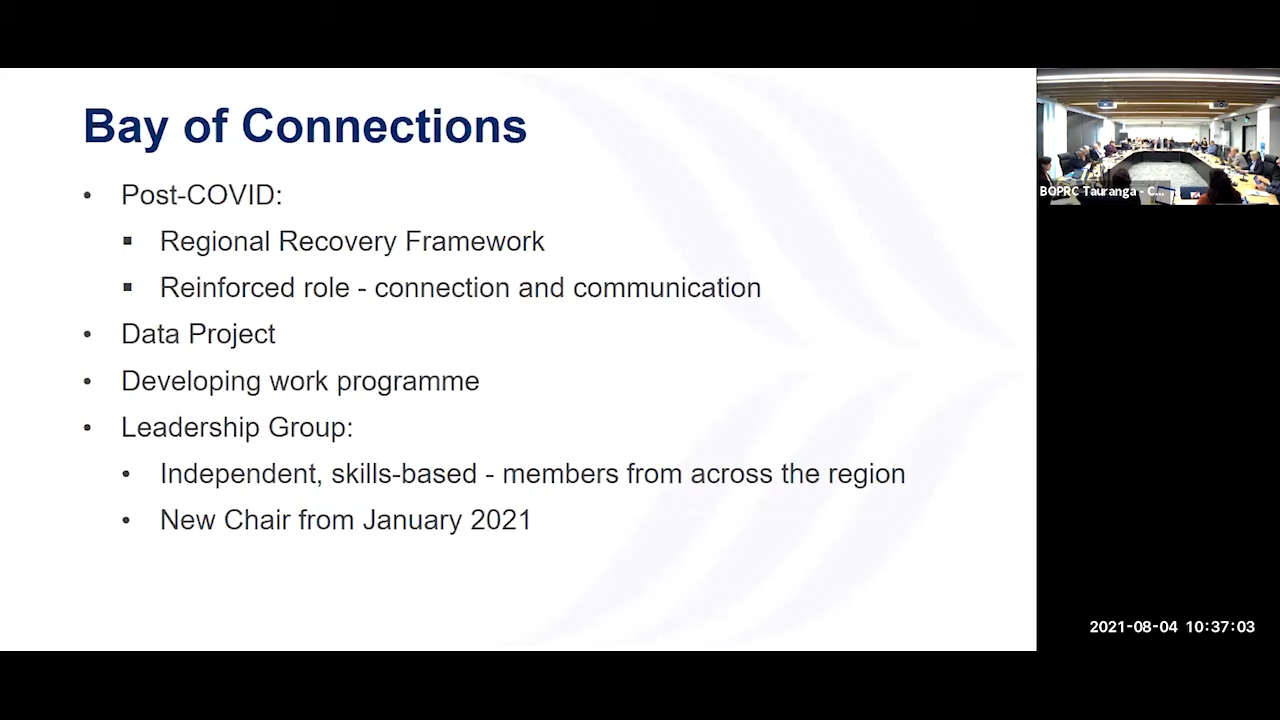 Bay of Connections
• Post-COVID:
▪ Regional Recovery Framework
▪ Reinforced role - connection and communication
• Data Project
• Developing work programme
• Leadership Group:
• Independent, skills-based - members from across the region
• New Chair from January 2021
BOPRC Tauranga - C...
2021-08-04 10:37:03